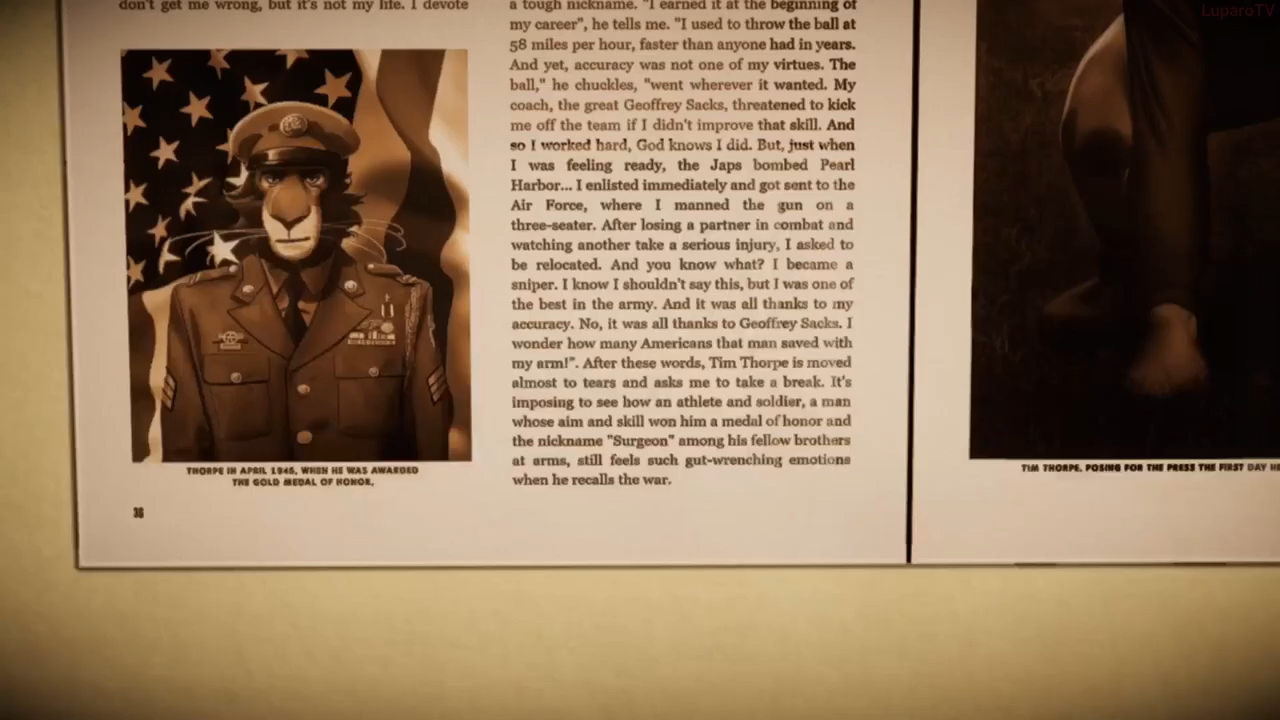 LuparoTV
don't get me wrong, but it's not my life. I devote
THORPE IN APRIL 1945, WHEN HE WAS AWARDED
THE GOLD MEDAL OF HONOR.
36
a tough nickname. "I earned it at the beginning of
my career", he tells me. "I used to throw the ball at
58 miles per hour, faster than anyone had in years.
And yet, accuracy was not one of my virtues. The
ball," he chuckles, "went wherever it wanted. My
coach, the great Geoffrey Sacks, threatened to kick
me off the team if I didn't improve that skill. And
so I worked hard, God knows I did. But, just when
I was feeling ready, the Japs bombed Pearl
Harbor... I enlisted immediately and got sent to the
Air Force, where I manned the gun on a
three-seater. After losing a partner in combat and
watching another take a serious injury, I asked to
be relocated. And you know what? I became a
sniper. I know I shouldn't say this, but I was one of
the best in the army. And it was all thanks to my
accuracy. No, it was all thanks to Geoffrey Sacks. I
wonder how many Americans that man saved with
my arm!". After these words, Tim Thorpe is moved
almost to tears and asks me to take a break. It's
imposing to see how an athlete and soldier, a man
whose aim and skill won him a medal of honor and
the nickname "Surgeon" among his fellow brothers
at arms, still feels such gut-wrenching emotions
when he recalls the war.
TIM THORPE, POSING FOR THE PRESS THE FIRST DAY HE